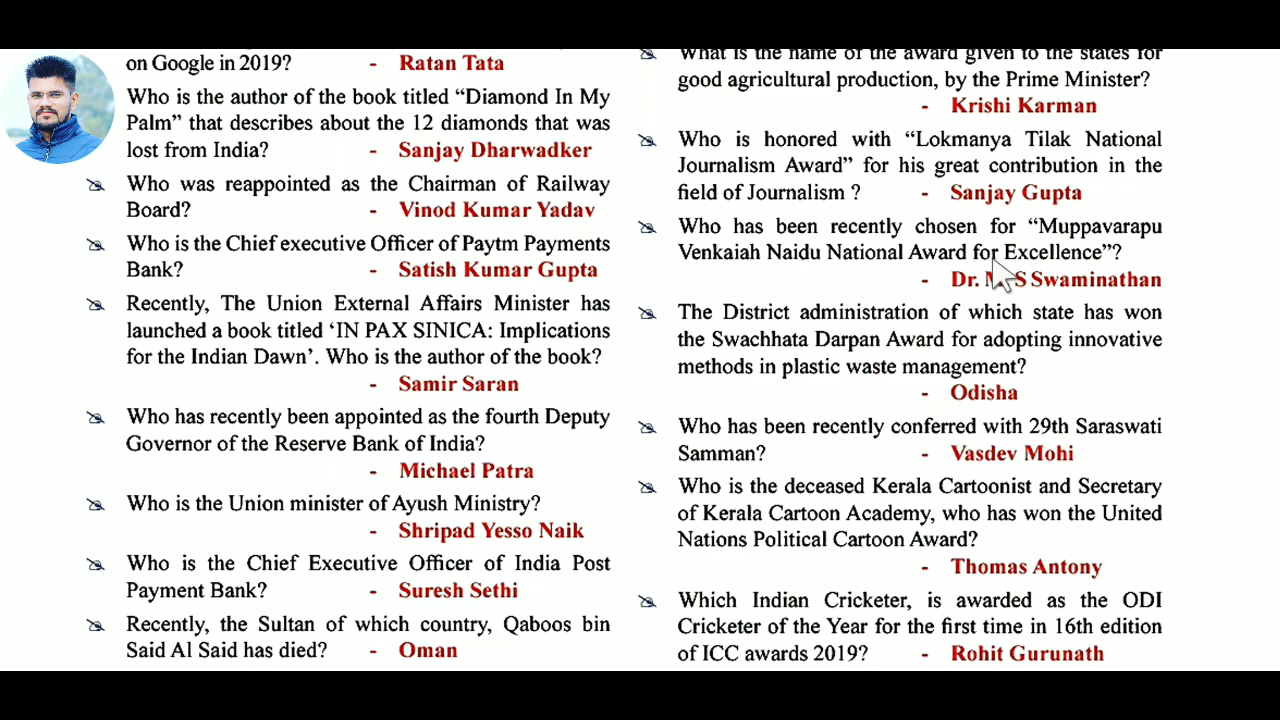 on Google in 2019? - Ratan Tata
Who is the author of the book titled “Diamond In My
Palm” that describes about the 12 diamonds that was
lost from India? - Sanjay Dharwadker
Who was reappointed as the Chairman of Railway
Board? - Vinod Kumar Yadav
Who is the Chief executive Officer of Paytm Payments
Bank? - Satish Kumar Gupta
Recently, The Union External Affairs Minister has
launched a book titled ‘IN PAX SINICA: Implications
for the Indian Dawn’. Who is the author of the book?
- Samir Saran
Who has recently been appointed as the fourth Deputy
Governor of the Reserve Bank of India?
- Michael Patra
Who is the Union minister of Ayush Ministry?
- Shripad Yesso Naik
Who is the Chief Executive Officer of India Post
Payment Bank? - Suresh Sethi
Recently, the Sultan of which country, Qaboos bin
Said Al Said has died? - Oman
What is the name of the award given to the states for
good agricultural production, by the Prime Minister?
- Krishi Karman
Who is honored with “Lokmanya Tilak National
Journalism Award” for his great contribution in the
field of Journalism ? - Sanjay Gupta
Who has been recently chosen for “Muppavarapu
Venkaiah Naidu National Award for Excellence”?
- Dr. M S Swaminathan
The District administration of which state has won
the Swachhata Darpan Award for adopting innovative
methods in plastic waste management?
- Odisha
Who has been recently conferred with 29th Saraswati
Samman? - Vasdev Mohi
Who is the deceased Kerala Cartoonist and Secretary
of Kerala Cartoon Academy, who has won the United
Nations Political Cartoon Award?
- Thomas Antony
Which Indian Cricketer, is awarded as the ODI
Cricketer of the Year for the first time in 16th edition
of ICC awards 2019? - Rohit Gurunath